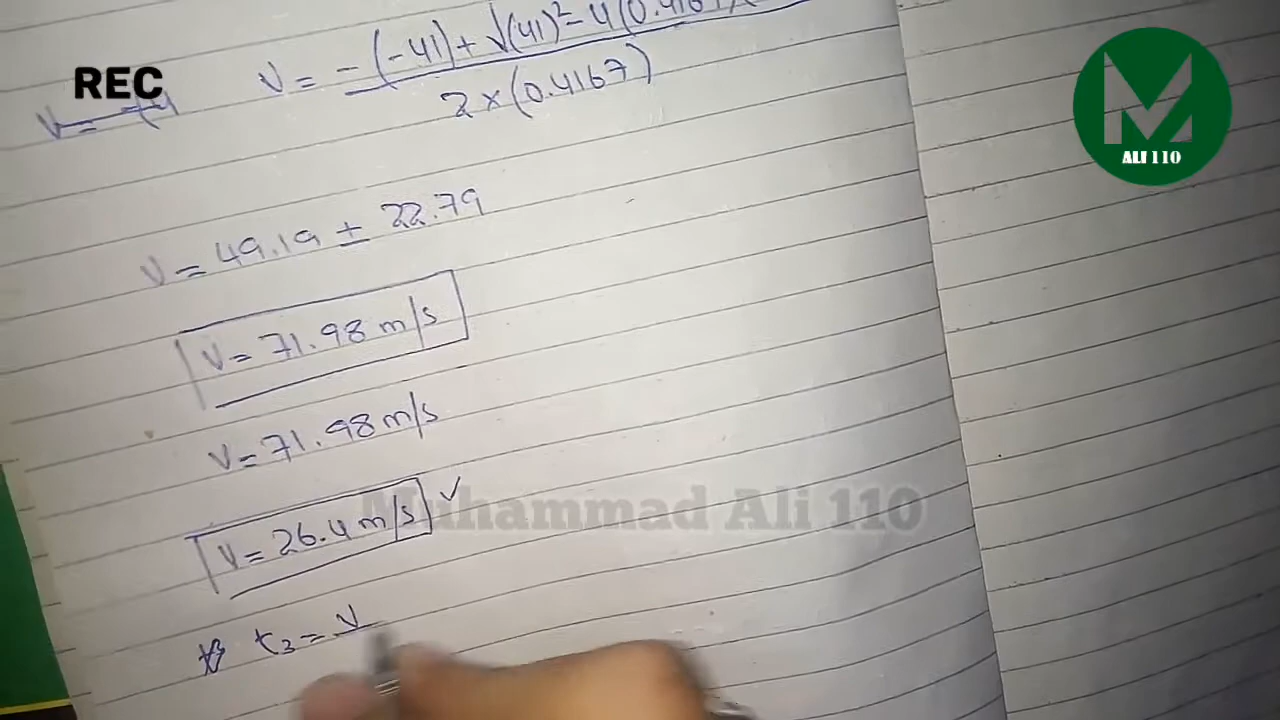 REC
M
ALI 110
V = -(-41) + √(41)² - 4(0.4167)
2 × (0.4167)
V = 49.19 ± 22.79
V = 71.98 m/s
V = 71.98 m/s
V = 26.4 m/s ✓
Muhammad Ali 110
t₃ = V